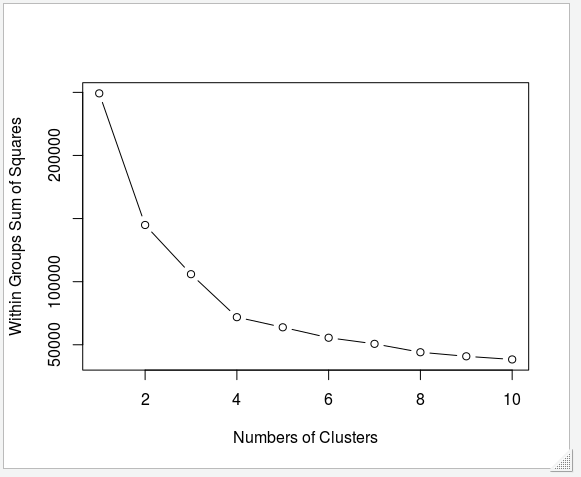 Within Groups Sum of Squares
200000
100000
50000
2 4 6 8 10
Numbers of Clusters